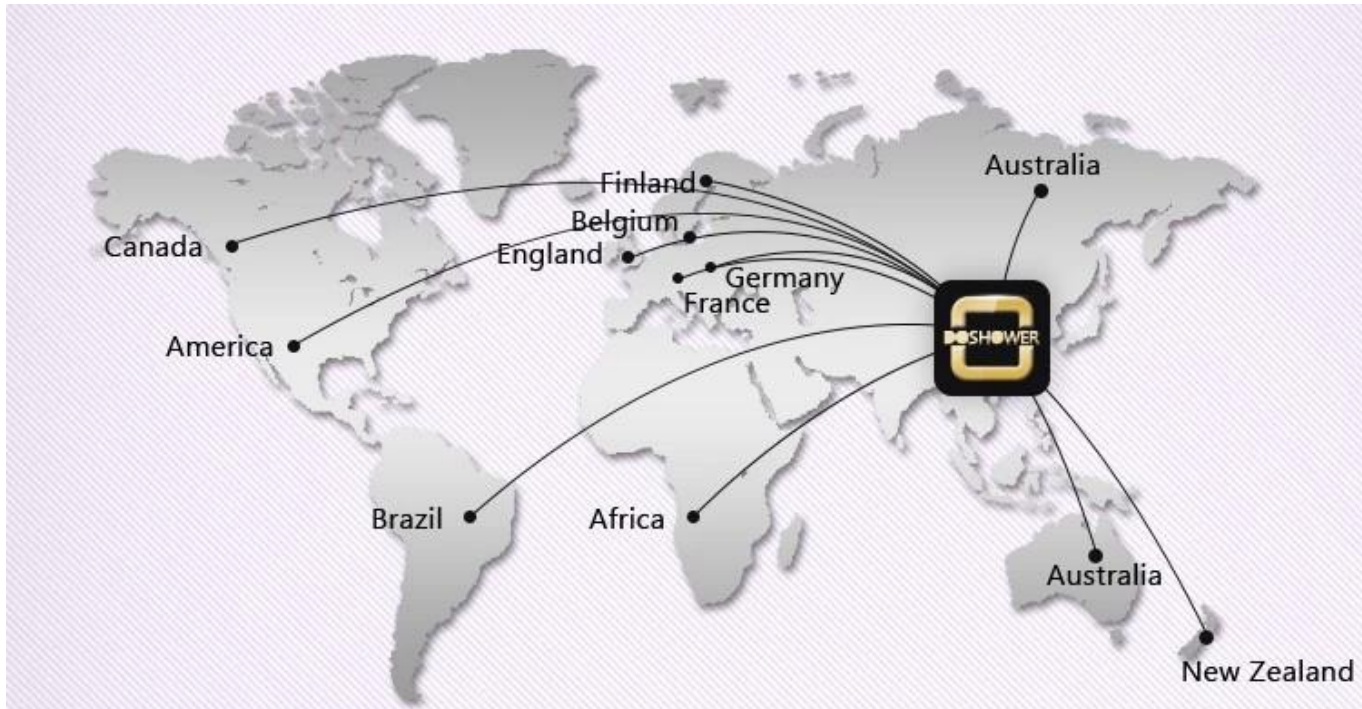 Australia
Finland
Belgium
Canada
England
Germany
France
America
DOSHOWER
Brazil
Africa
Australia
New Zealand